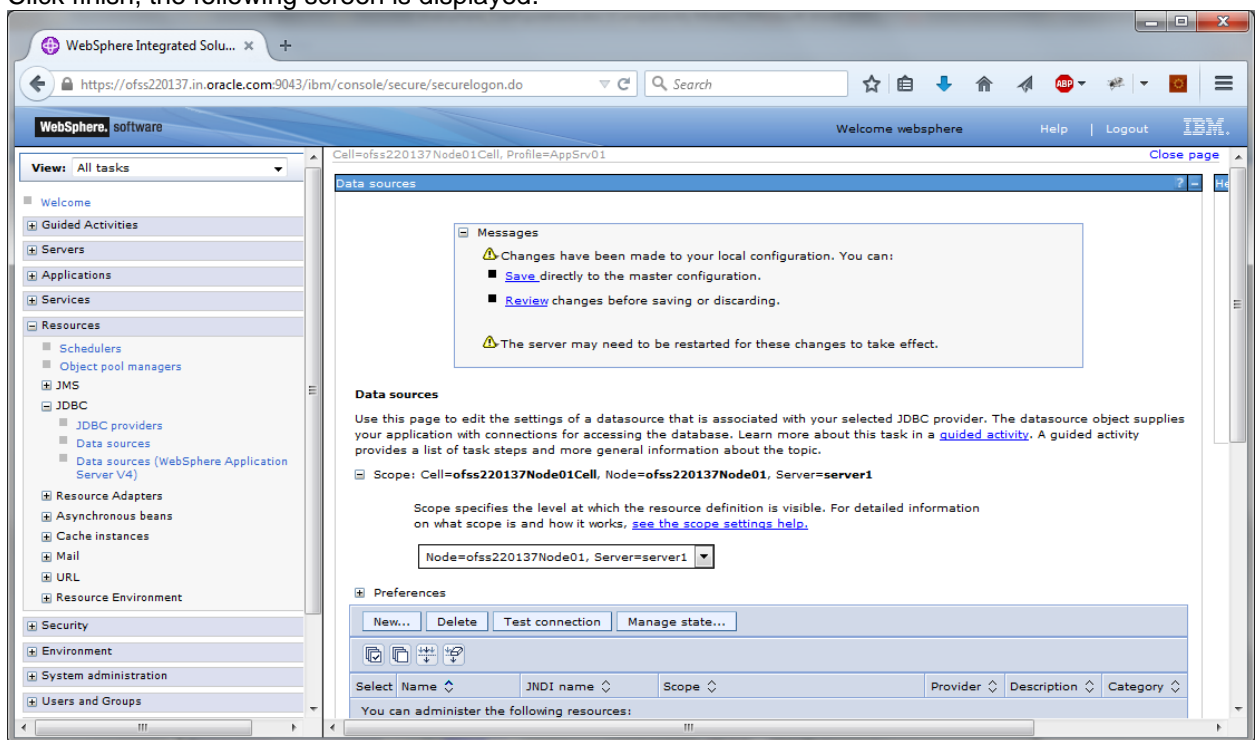 Click finish, the following screen is displayed.
WebSphere Integrated Solu... × +
https://ofss220137.in.oracle.com:9043/ibm/console/secure/securelogon.do
Search
ABP
WebSphere. software
Welcome websphere
Help | Logout
IBM.
View: All tasks
Welcome
Guided Activities
Servers
Applications
Services
Resources
Schedulers
Object pool managers
JMS
JDBC
JDBC providers
Data sources
Data sources (WebSphere Application
Server V4)
Resource Adapters
Asynchronous beans
Cache instances
Mail
URL
Resource Environment
Security
Environment
System administration
Users and Groups
Cell=ofss220137Node01Cell, Profile=AppSrv01
Close page
Data sources
? –
He
Messages
Changes have been made to your local configuration. You can:
Save directly to the master configuration.
Review changes before saving or discarding.
The server may need to be restarted for these changes to take effect.
Data sources
Use this page to edit the settings of a datasource that is associated with your selected JDBC provider. The datasource object supplies
your application with connections for accessing the database. Learn more about this task in a guided activity. A guided activity
provides a list of task steps and more general information about the topic.
Scope: Cell=ofss220137Node01Cell, Node=ofss220137Node01, Server=server1
Scope specifies the level at which the resource definition is visible. For detailed information
on what scope is and how it works, see the scope settings help.
Node=ofss220137Node01, Server=server1
Preferences
New... Delete Test connection Manage state...
Select Name JNDI name Scope Provider Description Category
You can administer the following resources: